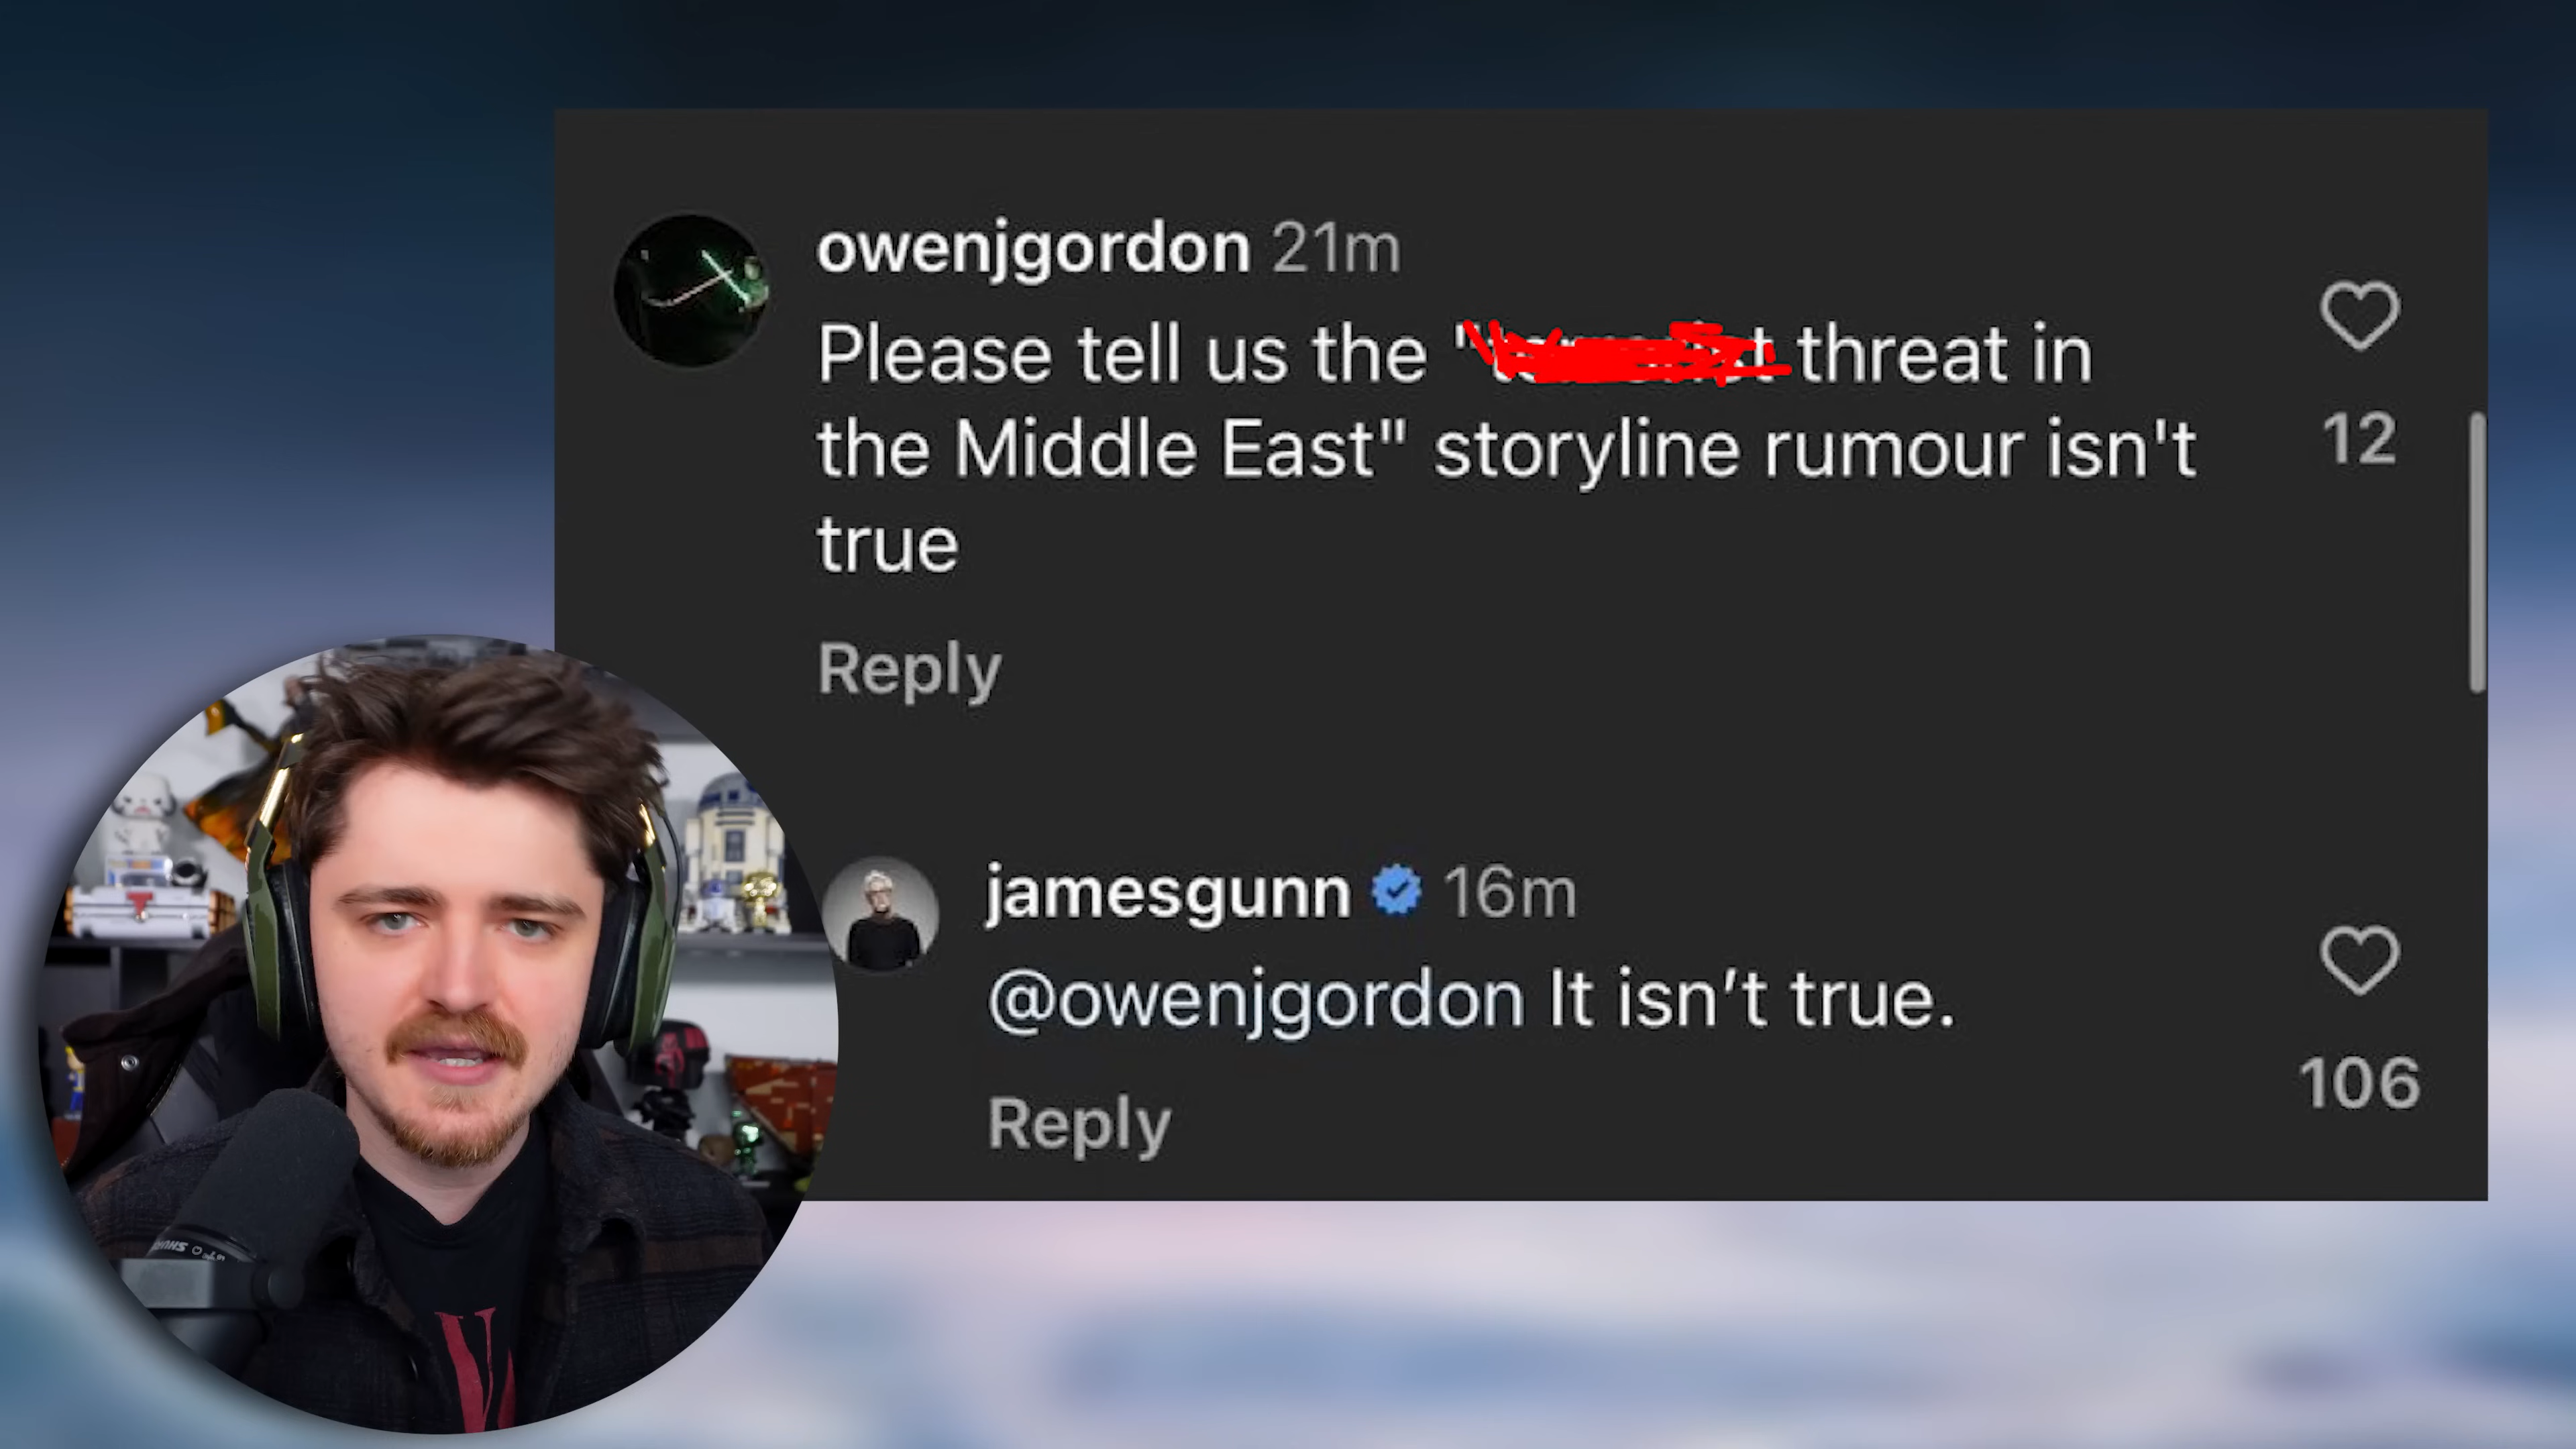 owenjgordon 21m
Please tell us the " threat in
the Middle East" storyline rumour isn't
true
12
Reply
jamesgunn 16m
@owenjgordon It isn’t true.
106
Reply